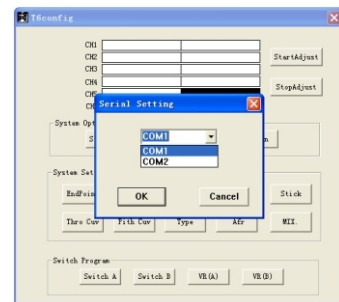 T6config
CH1
CH2
StartAdjust
CH3
CH4
StopAdjust
CH5
CH
Serial Setting
System Opt
S
COM1
n
COM1
COM2
System Set
EndPoin
OK
Cancel
Stick
Thro Cuv
Pith Cuv
Type
Afr
MIX.
Switch Program
Switch A
Switch B
VR(A)
VR(B)